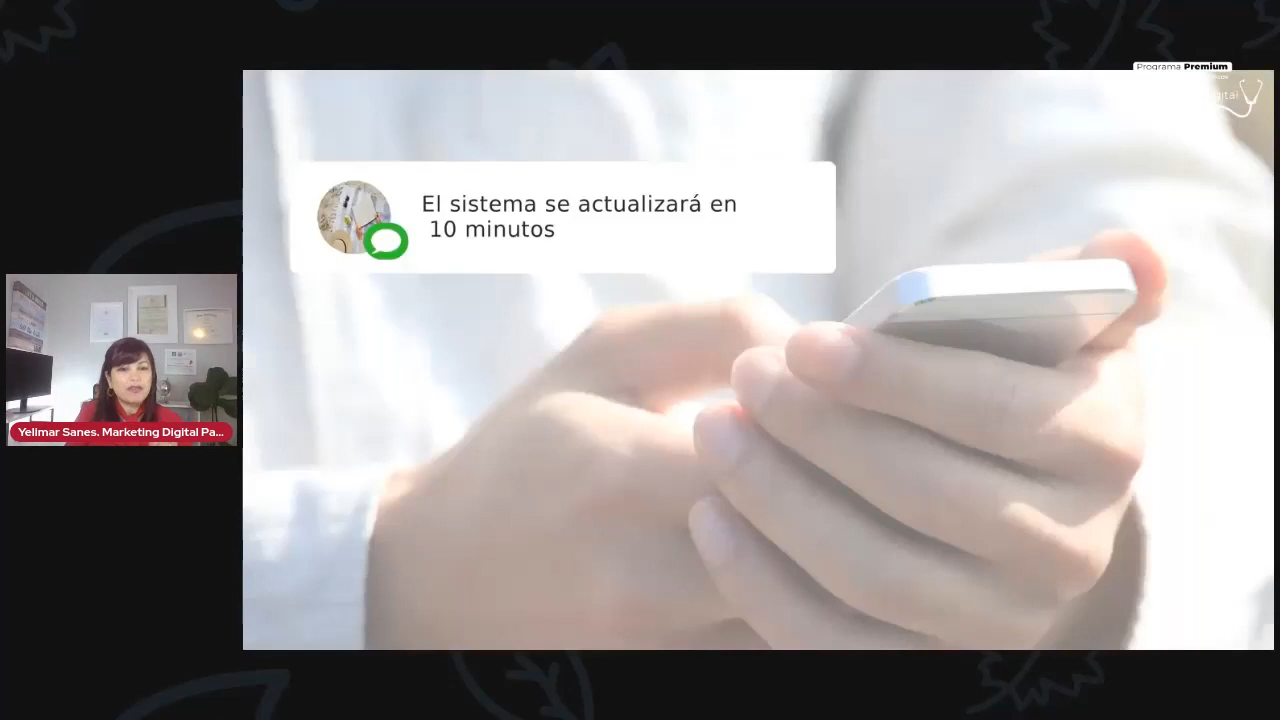 Programa Premium
El sistema se actualizará en
10 minutos
Yelimar Sanes. Marketing Digital Pa...